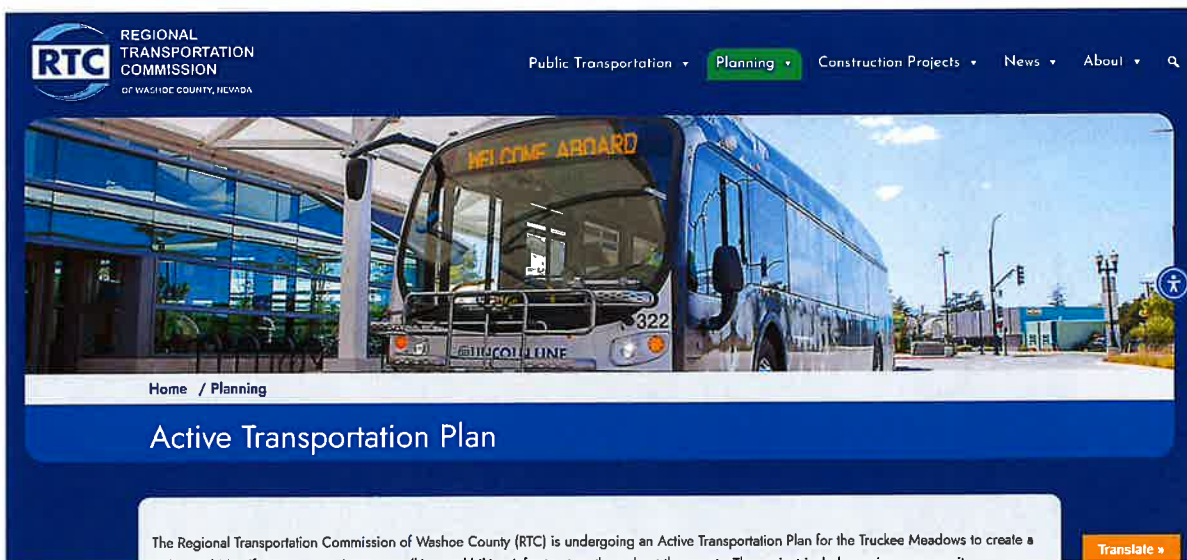 RTC
REGIONAL
TRANSPORTATION
COMMISSION
OF WASHOE COUNTY, NEVADA
Public Transportation
Planning
Construction Projects
News
About
WELCOME ABOARD
322
LINCOLN LINE
Home / Planning
Active Transportation Plan
The Regional Transportation Commission of Washoe County (RTC) is undergoing an Active Transportation Plan for the Truckee Meadows to create a
Translate »